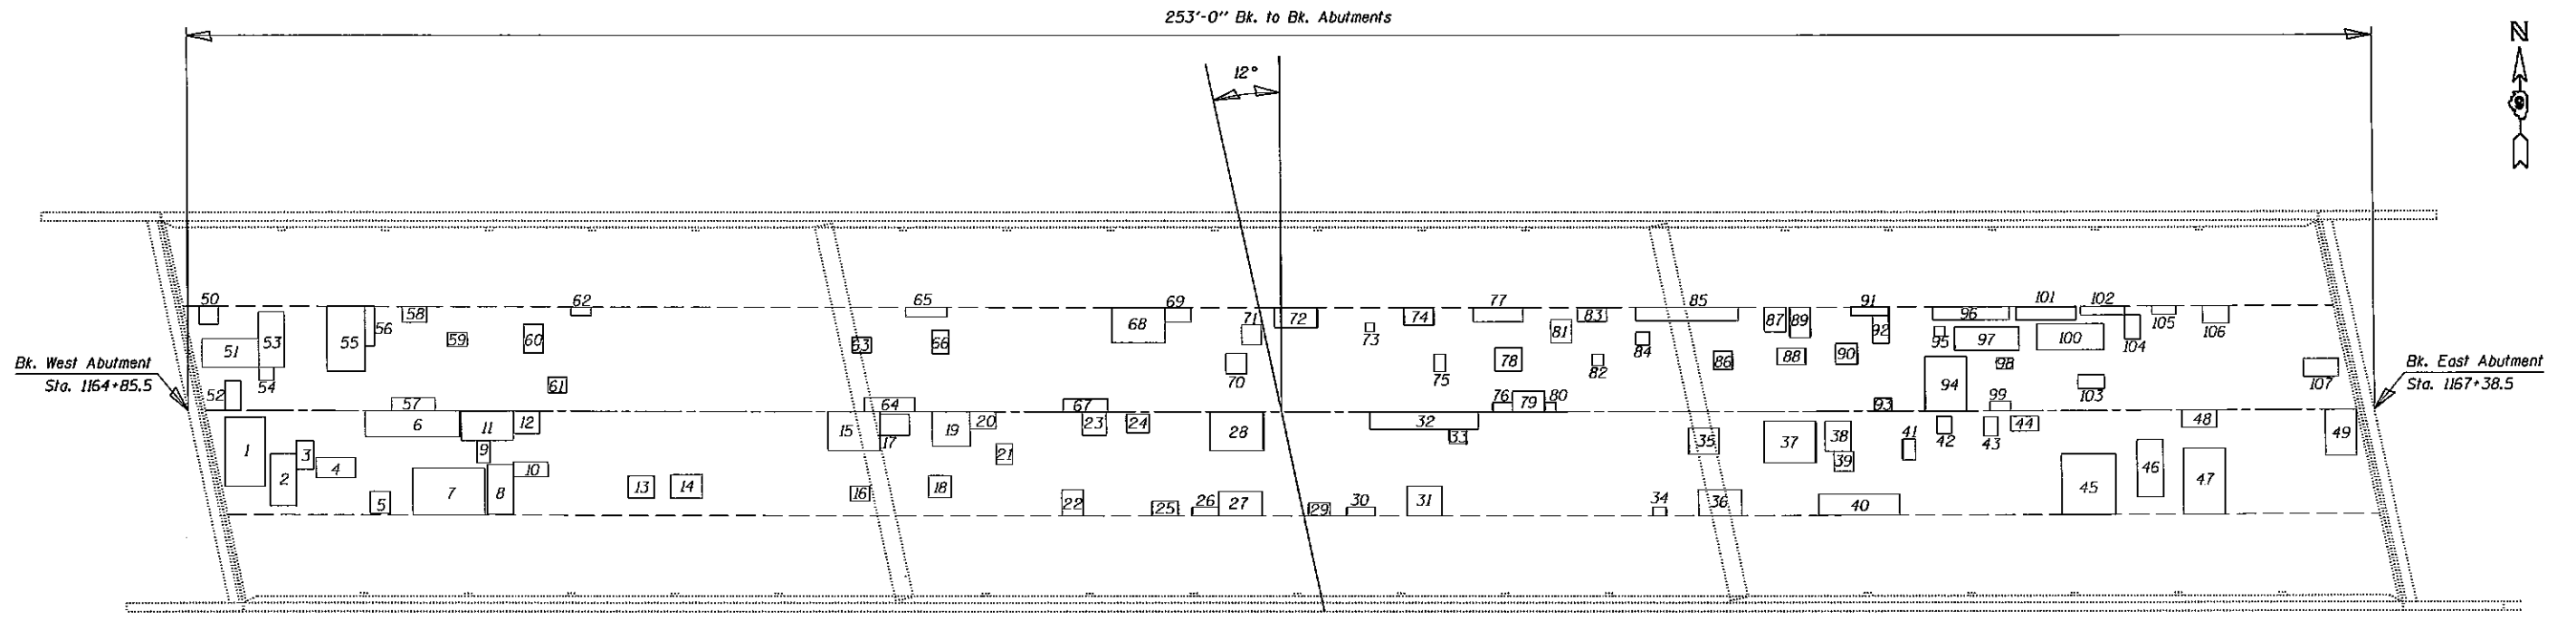 253'-0" Bk. to Bk. Abutments
N
12°
50 62 65 69 77 85 91 101 102
58 56 71 72 74 83 87 89 96 105 106
51 53 55 59 60 63 66 68 73 81 84 92 95 97 100 104
54 61 70 75 78 82 86 88 90 98 107
Bk. West Abutment
Sta. 1164+85.5
Bk. East Abutment
Sta. 1167+38.5
52 57 64 67 76 79 80 93 94 99 103
6 11 12 15 17 19 20 23 24 28 32 33 35 37 38 41 42 43 44 48 49
1 2 3 4 9 10 21 39 46 47
5 7 8 13 14 16 18 22 25 26 27 29 30 31 34 36 40 45